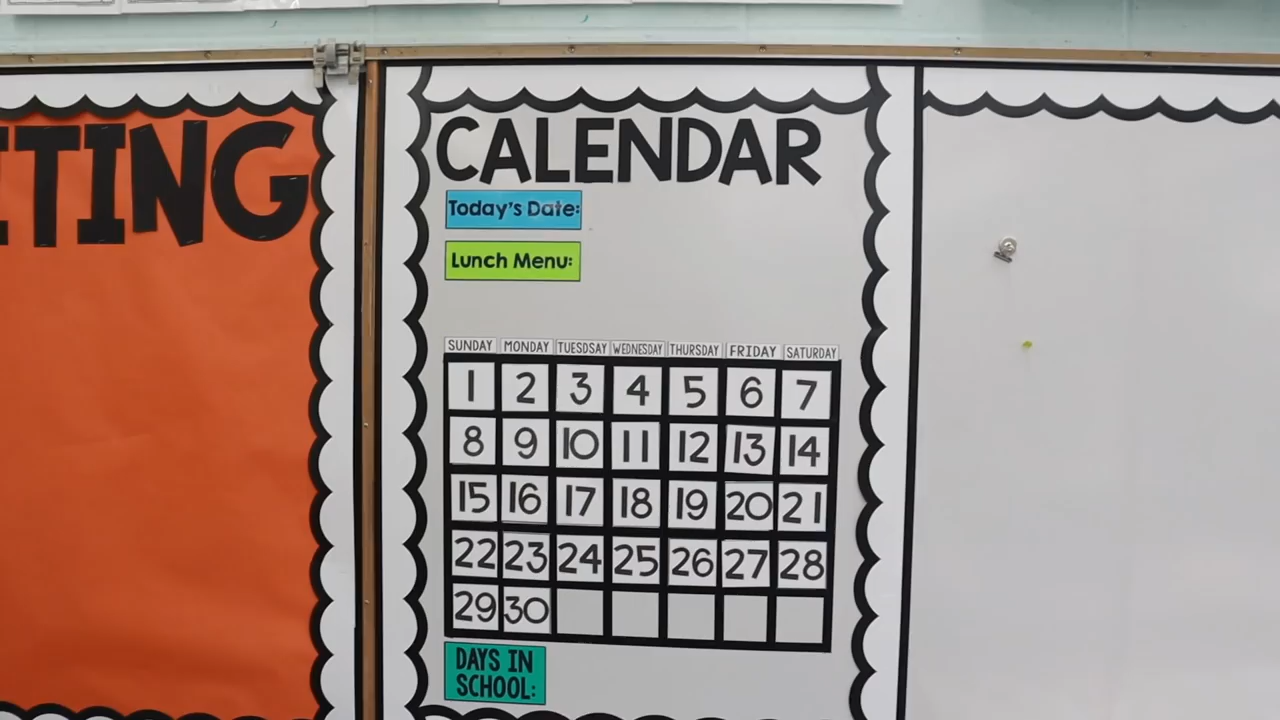 ITING
CALENDAR
Today's Date:
Lunch Menu:
SUNDAY MONDAY TUESDSAY WEDNESDAY THURSDAY FRIDAY SATURDAY
1 2 3 4 5 6 7
8 9 10 11 12 13 14
15 16 17 18 19 20 21
22 23 24 25 26 27 28
29 30
DAYS IN
SCHOOL: